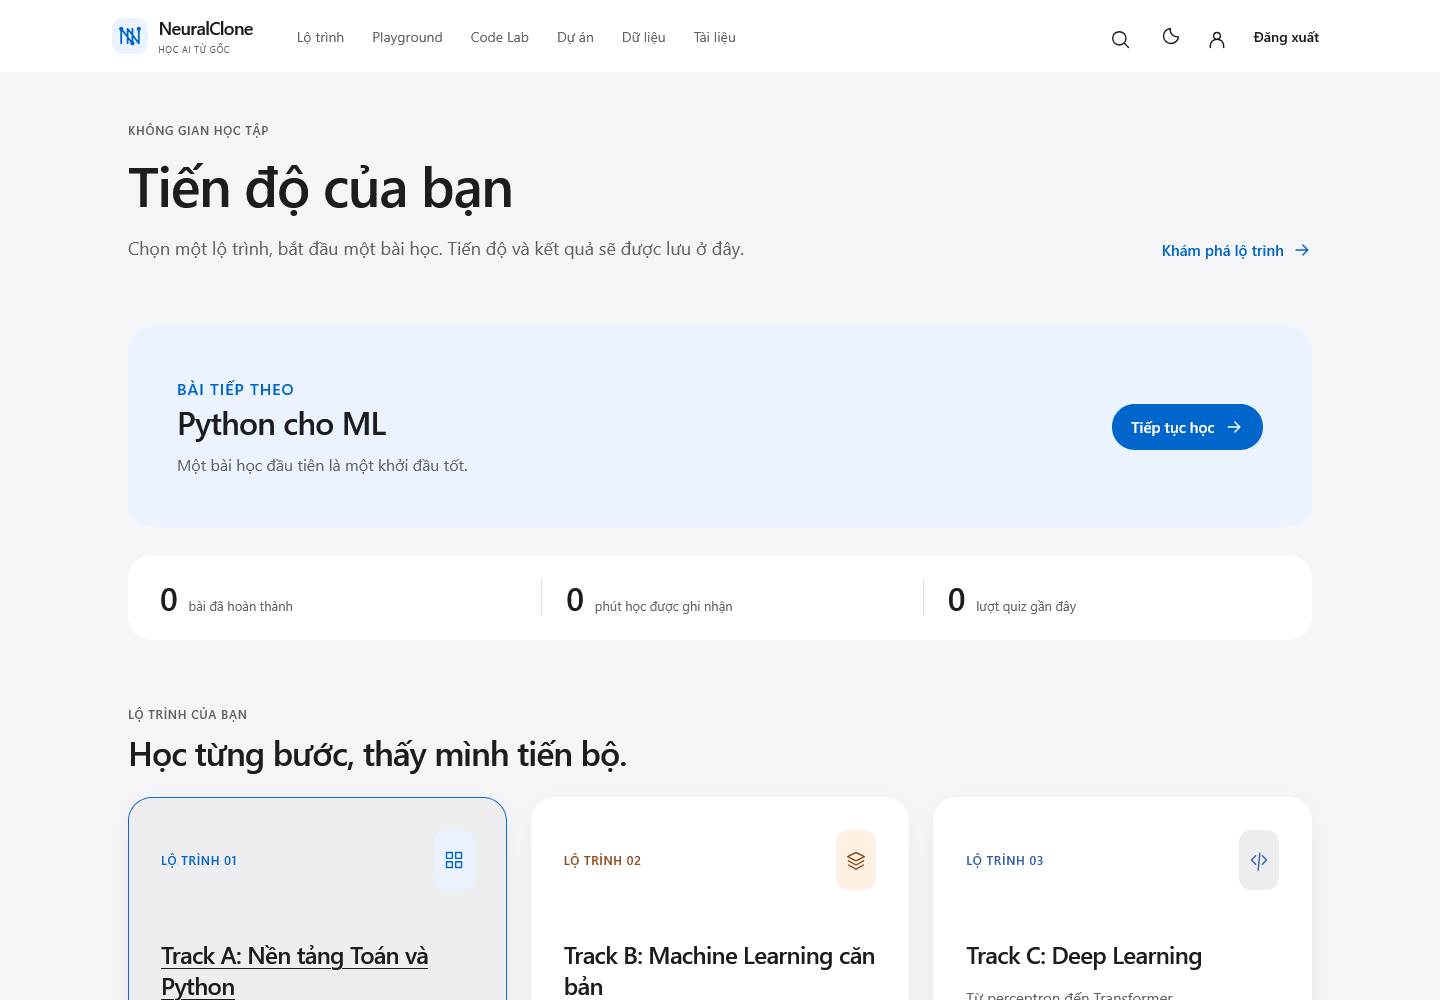 NeuralClone
HỌC AI TỪ GỐC
Lộ trình
Playground
Code Lab
Dự án
Dữ liệu
Tài liệu
Đăng xuất
KHÔNG GIAN HỌC TẬP
Tiến độ của bạn
Chọn một lộ trình, bắt đầu một bài học. Tiến độ và kết quả sẽ được lưu ở đây.
Khám phá lộ trình
BÀI TIẾP THEO
Python cho ML
Một bài học đầu tiên là một khởi đầu tốt.
Tiếp tục học
0 bài đã hoàn thành
0 phút học được ghi nhận
0 lượt quiz gần đây
LỘ TRÌNH CỦA BẠN
Học từng bước, thấy mình tiến bộ.
LỘ TRÌNH 01
Track A: Nền tảng Toán và
Python
LỘ TRÌNH 02
Track B: Machine Learning căn
bản
LỘ TRÌNH 03
Track C: Deep Learning
Từ perceptron đến Transformer